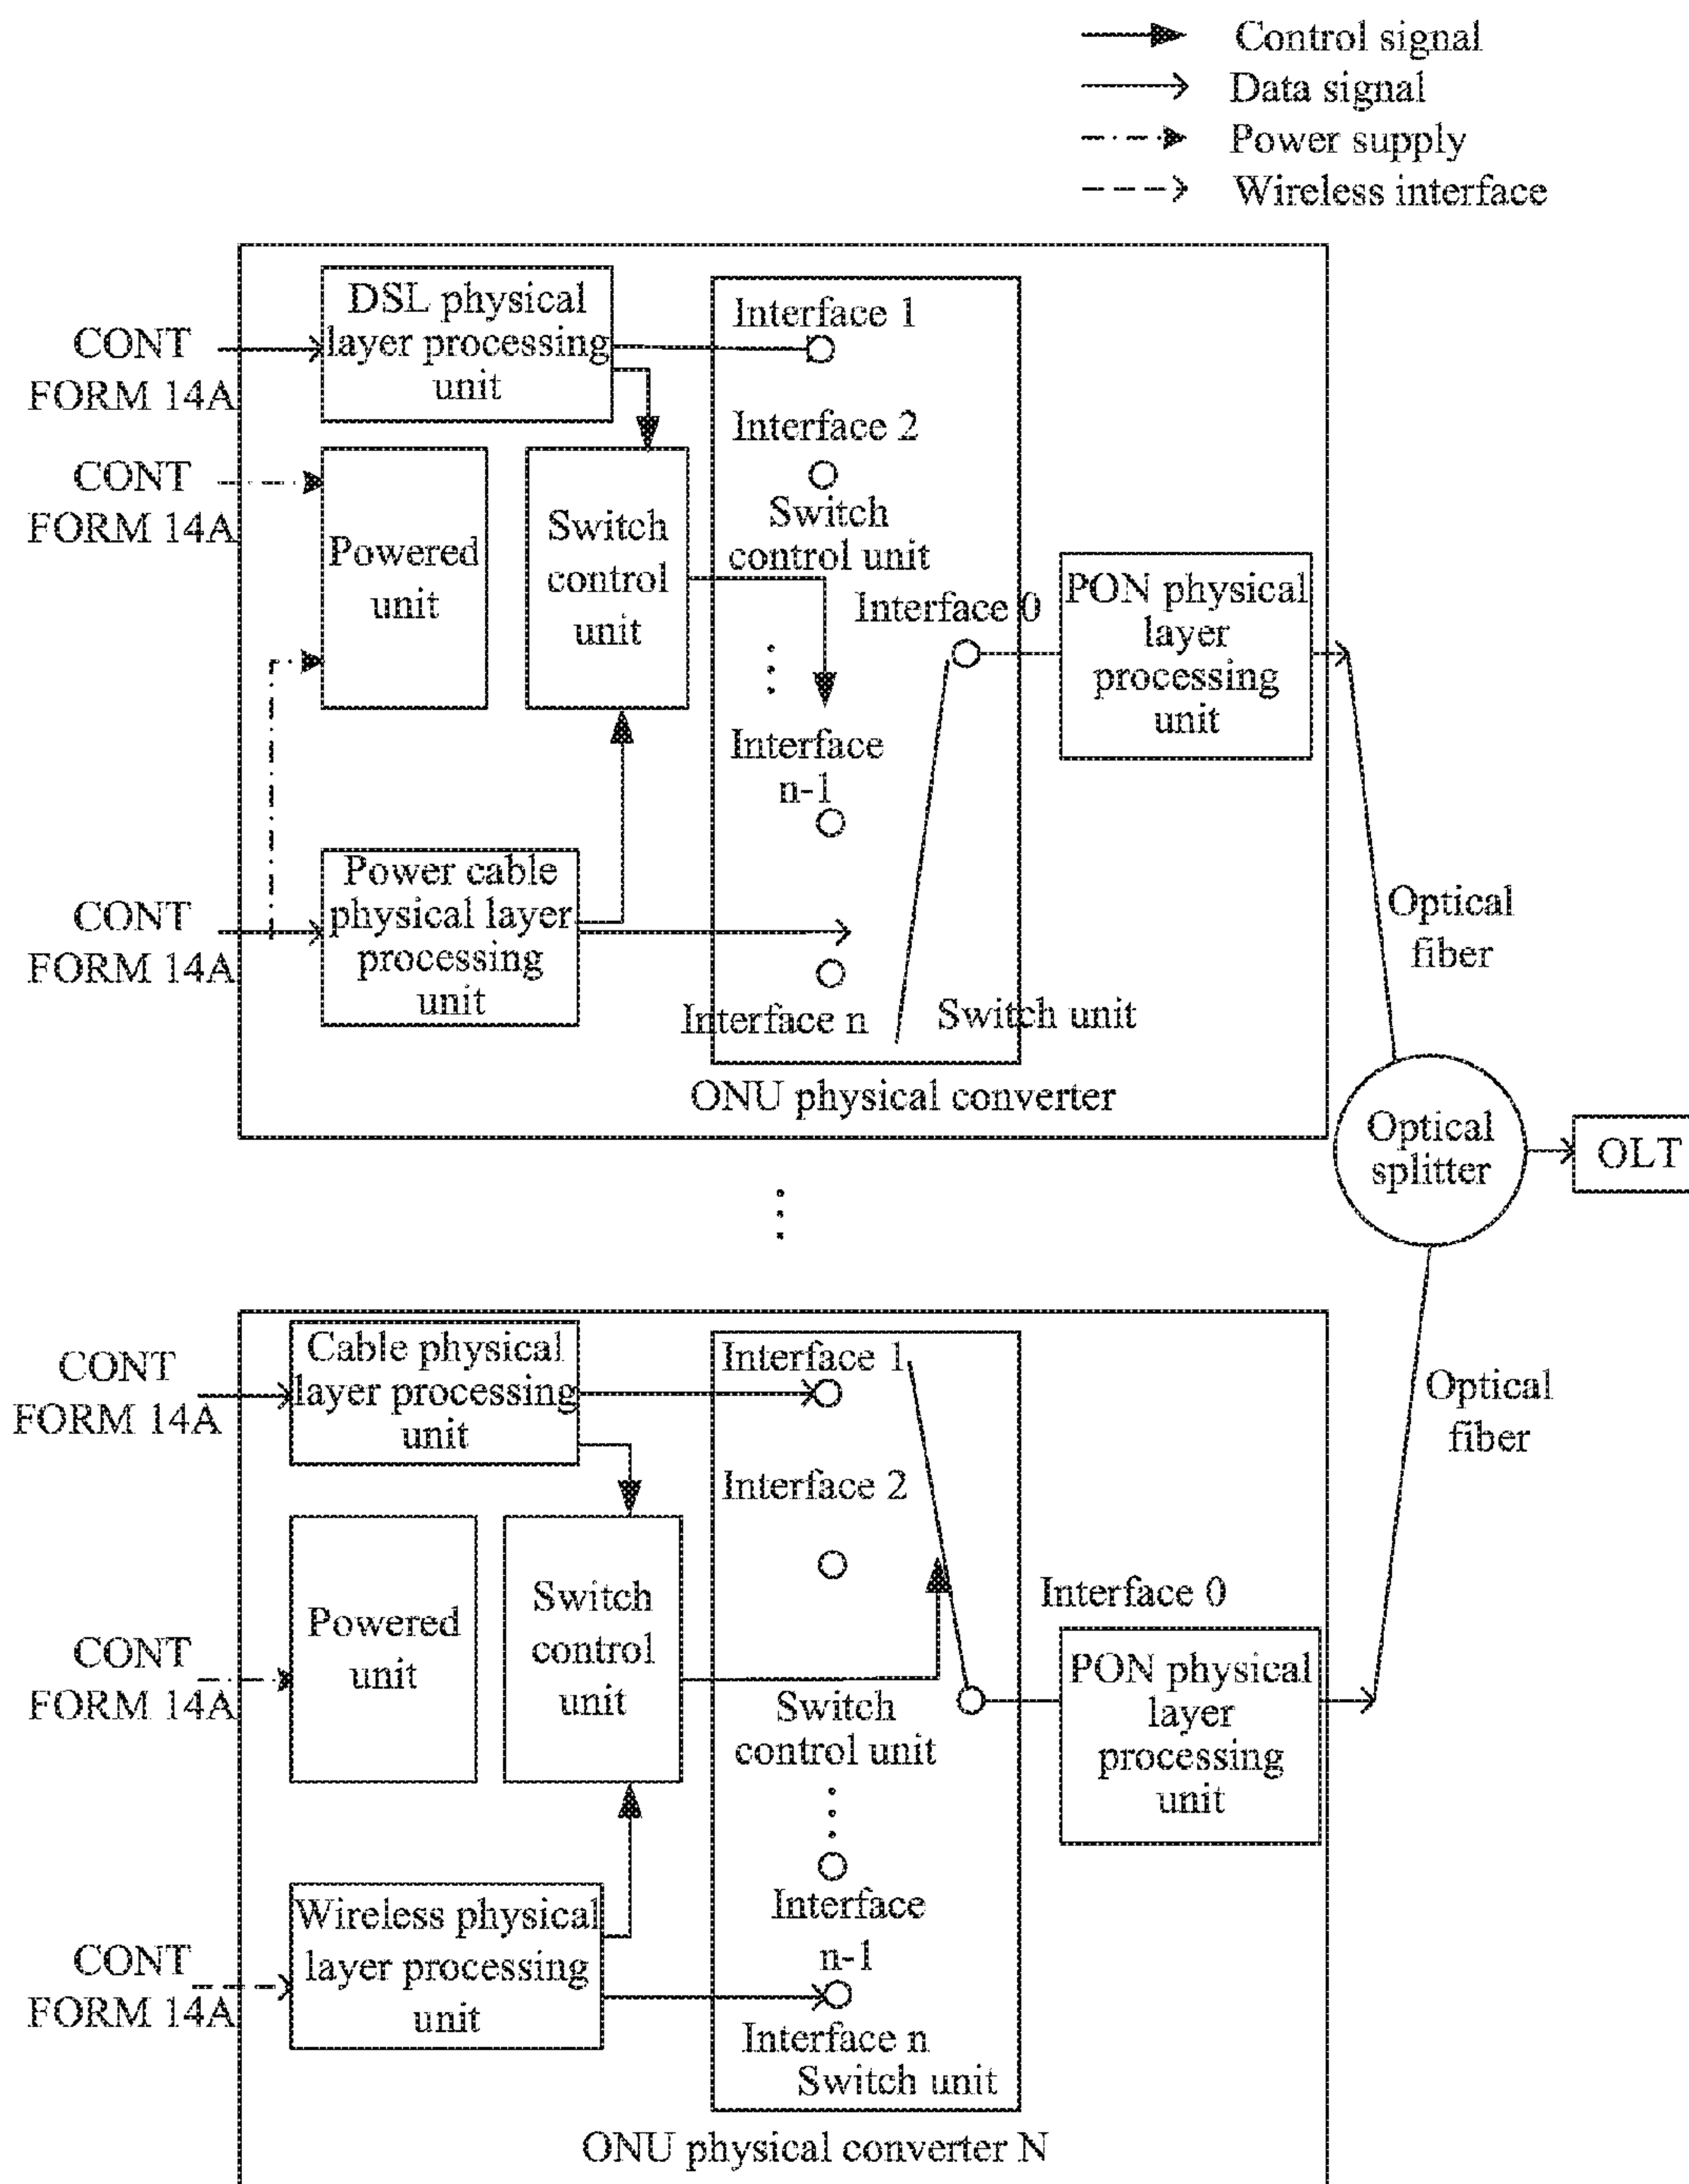 Control signal
Data signal
Power supply
Wireless interface
CONT
FORM 14A
DSL physical
layer processing
unit
Interface 1
Interface 2
CONT
FORM 14A
Powered
unit
Switch
control
unit
Switch
control unit
Interface 0
PON physical
layer
processing
unit
Interface
n-1
CONT
FORM 14A
Power cable
physical layer
processing
unit
Interface n
Switch unit
ONU physical converter
Optical
fiber
Optical
splitter
OLT
CONT
FORM 14A
Cable physical
layer processing
unit
Interface 1
Interface 2
Optical
fiber
CONT
FORM 14A
Powered
unit
Switch
control
unit
Switch
control unit
Interface 0
PON physical
layer
processing
unit
Interface
n-1
CONT
FORM 14A
Wireless physical
layer processing
unit
Interface n
Switch unit
ONU physical converter N